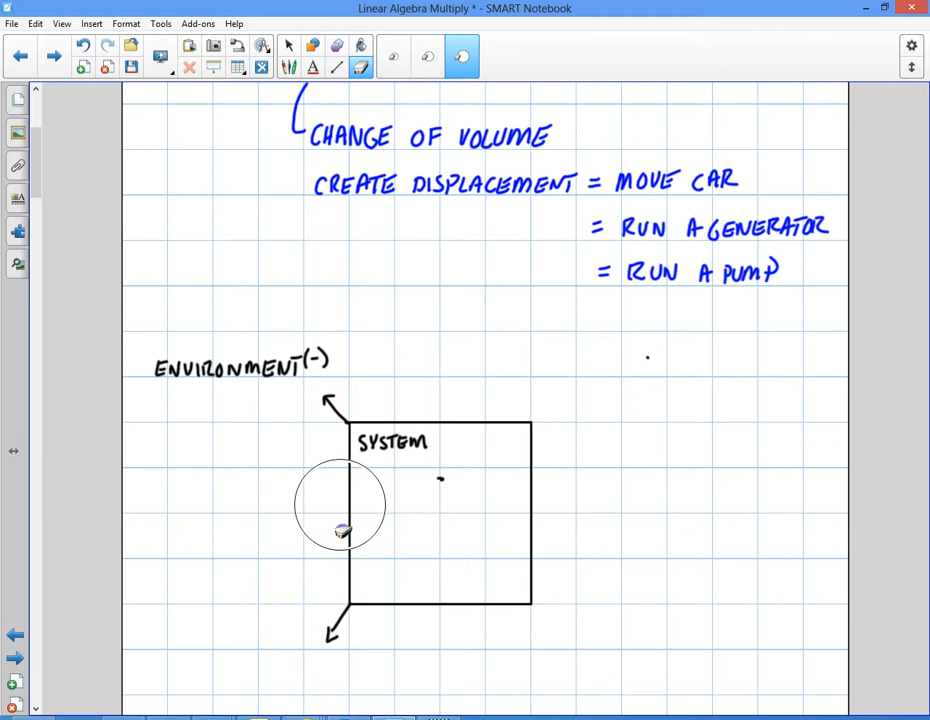 Linear Algebra Multiply * - SMART Notebook
File Edit View Insert Format Tools Add-ons Help
CHANGE OF VOLUME
CREATE DISPLACEMENT = MOVE CAR
= RUN A GENERATOR
= RUN A PUMP
ENVIRONMENT (-)
SYSTEM